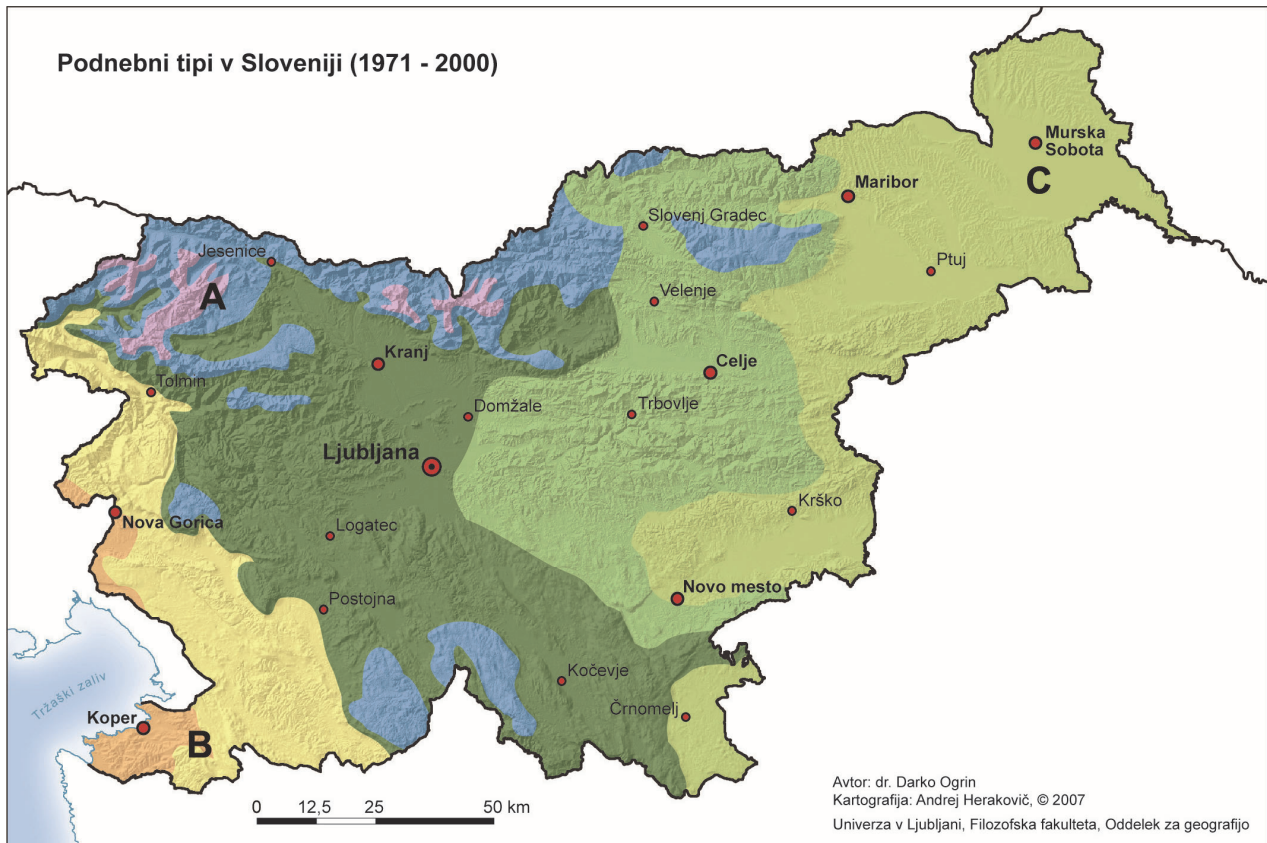 Podnebni tipi v Sloveniji (1971 - 2000)
Murska
Sobota
C
Maribor
Slovenj Gradec
Jesenice
Ptuj
A
Velenje
Kranj
Celje
Tolmin
Domžale
Trbovlje
Ljubljana
Krško
Nova Gorica
Logatec
Novo mesto
Postojna
Kočevje
Tržaški zaliv
Črnomelj
Koper
B
0 12,5 25 50 km
Avtor: dr. Darko Ogrin
Kartografija: Andrej Herakovič, © 2007
Univerza v Ljubljani, Filozofska fakulteta, Oddelek za geografijo